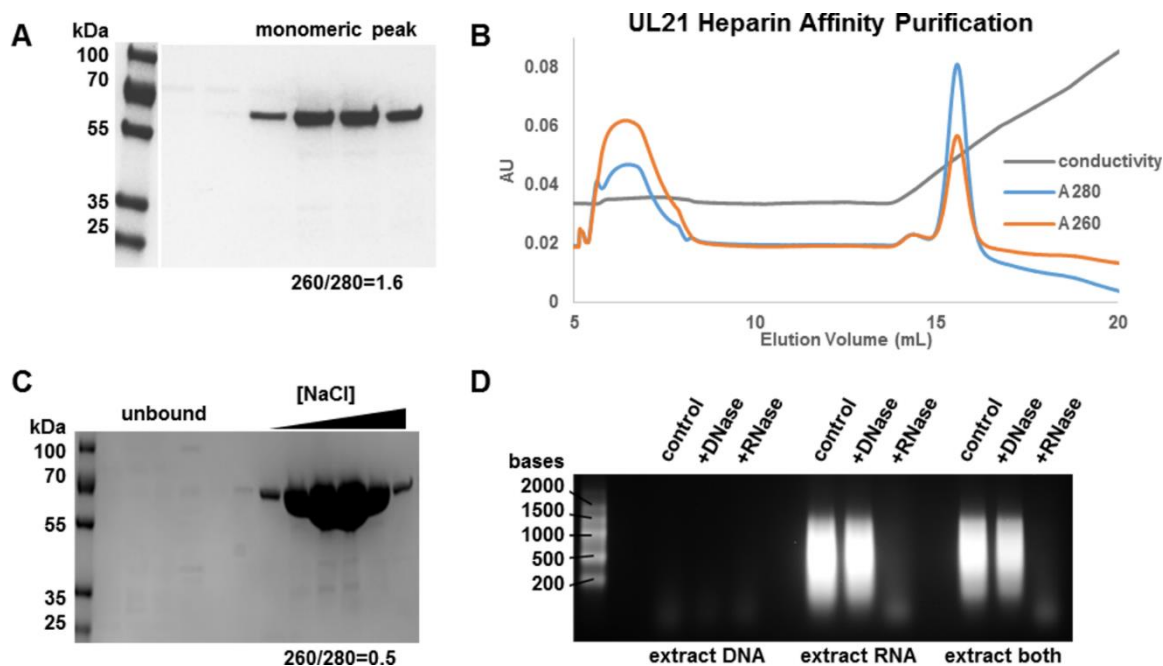 A
kDa
monomeric peak
100
70
55
35
25
260/280=1.6
B
UL21 Heparin Affinity Purification
0.08
0.06
0.04
0.02
0
AU
conductivity
A280
A260
5
10
15
20
Elution Volume (mL)
C
[NaCl]
unbound
kDa
100
70
55
35
25
260/280=0.5
D
control
+DNase
+RNase
control
+DNase
+RNase
control
+DNase
+RNase
bases
2000
1500
1000
500
200
extract DNA
extract RNA
extract both